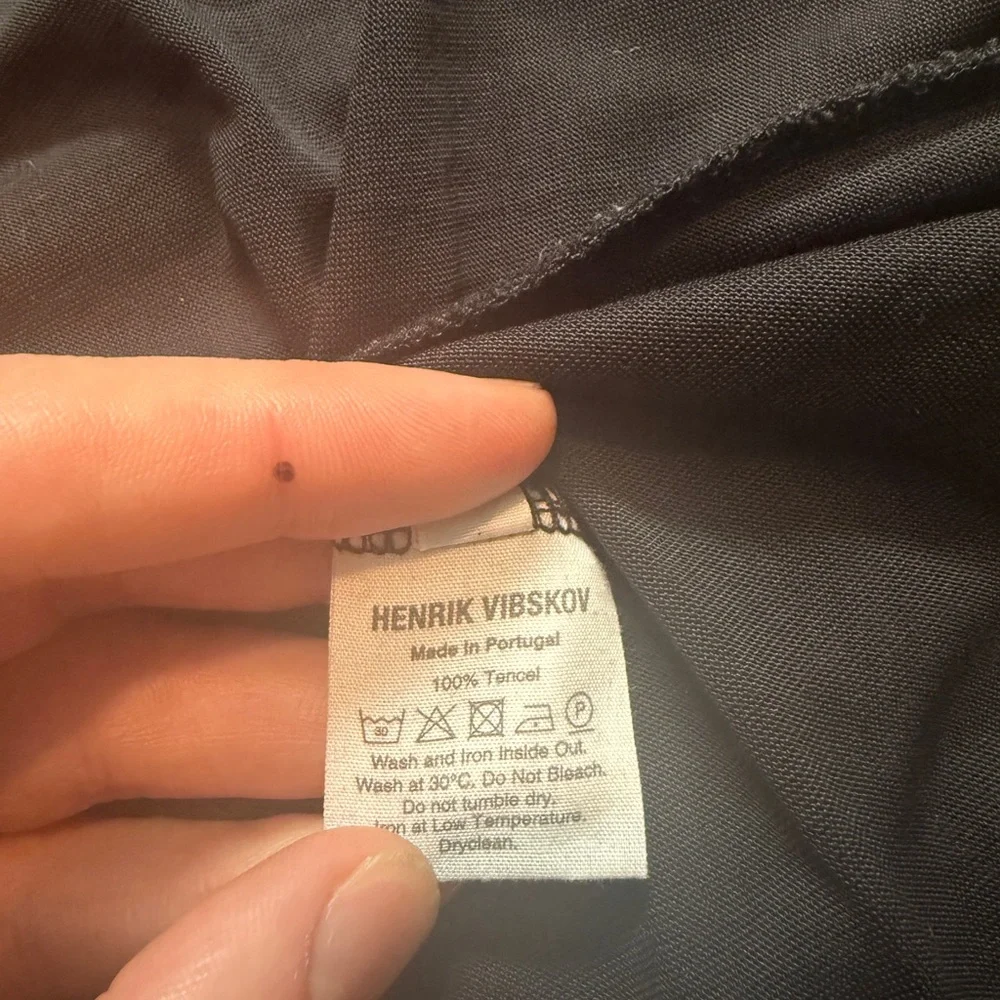 HENRIK VIBSKOV
Made in Portugal
100% Tencel
30 P
Wash and Iron Inside Out.
Wash at 30°C. Do Not Bleach.
Do not tumble dry.
Iron at Low Temperature.
Dryclean.